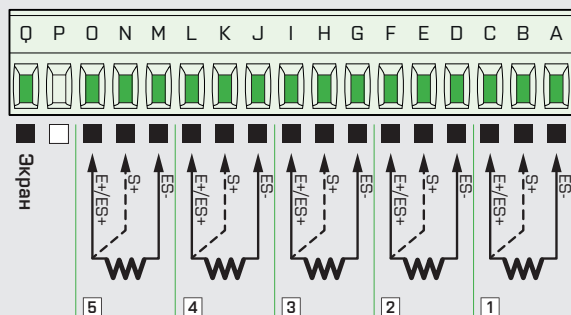 Q P O N M L K J I H G F E D C B A
Экран
E+/ES+ S+ ES- E+/ES+ S+ ES- E+/ES+ S+ ES- E+/ES+ S+ ES- E+/ES+ S+ ES-
5 4 3 2 1